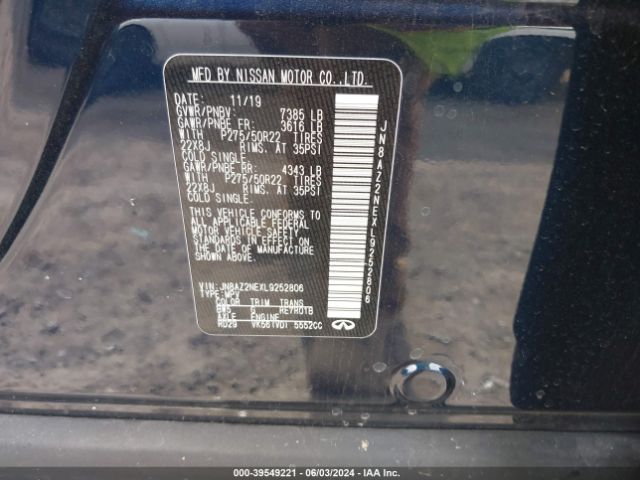 MFD BY NISSAN MOTOR CO.,LTD.
DATE: 11/19
GVWR/PNBV: 7385 LB
GAWR/PNBE FR: 3616 LB
WITH P275/50R22 TIRES
22X8J RIMS. AT 35PSI
COLD SINGLE.
GAWR/PNBE RR: 4343 LB
WITH P275/50R22 TIRES
22X8J RIMS. AT 35PSI
COLD SINGLE.
THIS VEHICLE CONFORMS TO
ALL APPLICABLE FEDERAL
MOTOR VEHICLE SAFETY
STANDARDS IN EFFECT ON
THE DATE OF MANUFACTURE
SHOWN ABOVE.
VIN: JN8AZ2NEXL9252806
TYPE: MPV
COLOR TRIM TRANS
BW5 G RE7R01B
AXLE ENGINE
RD29 VK56(VD) 5552CC
JN8AZ2NEXL9252806
000-39549221 - 06/03/2024 - IAA Inc.